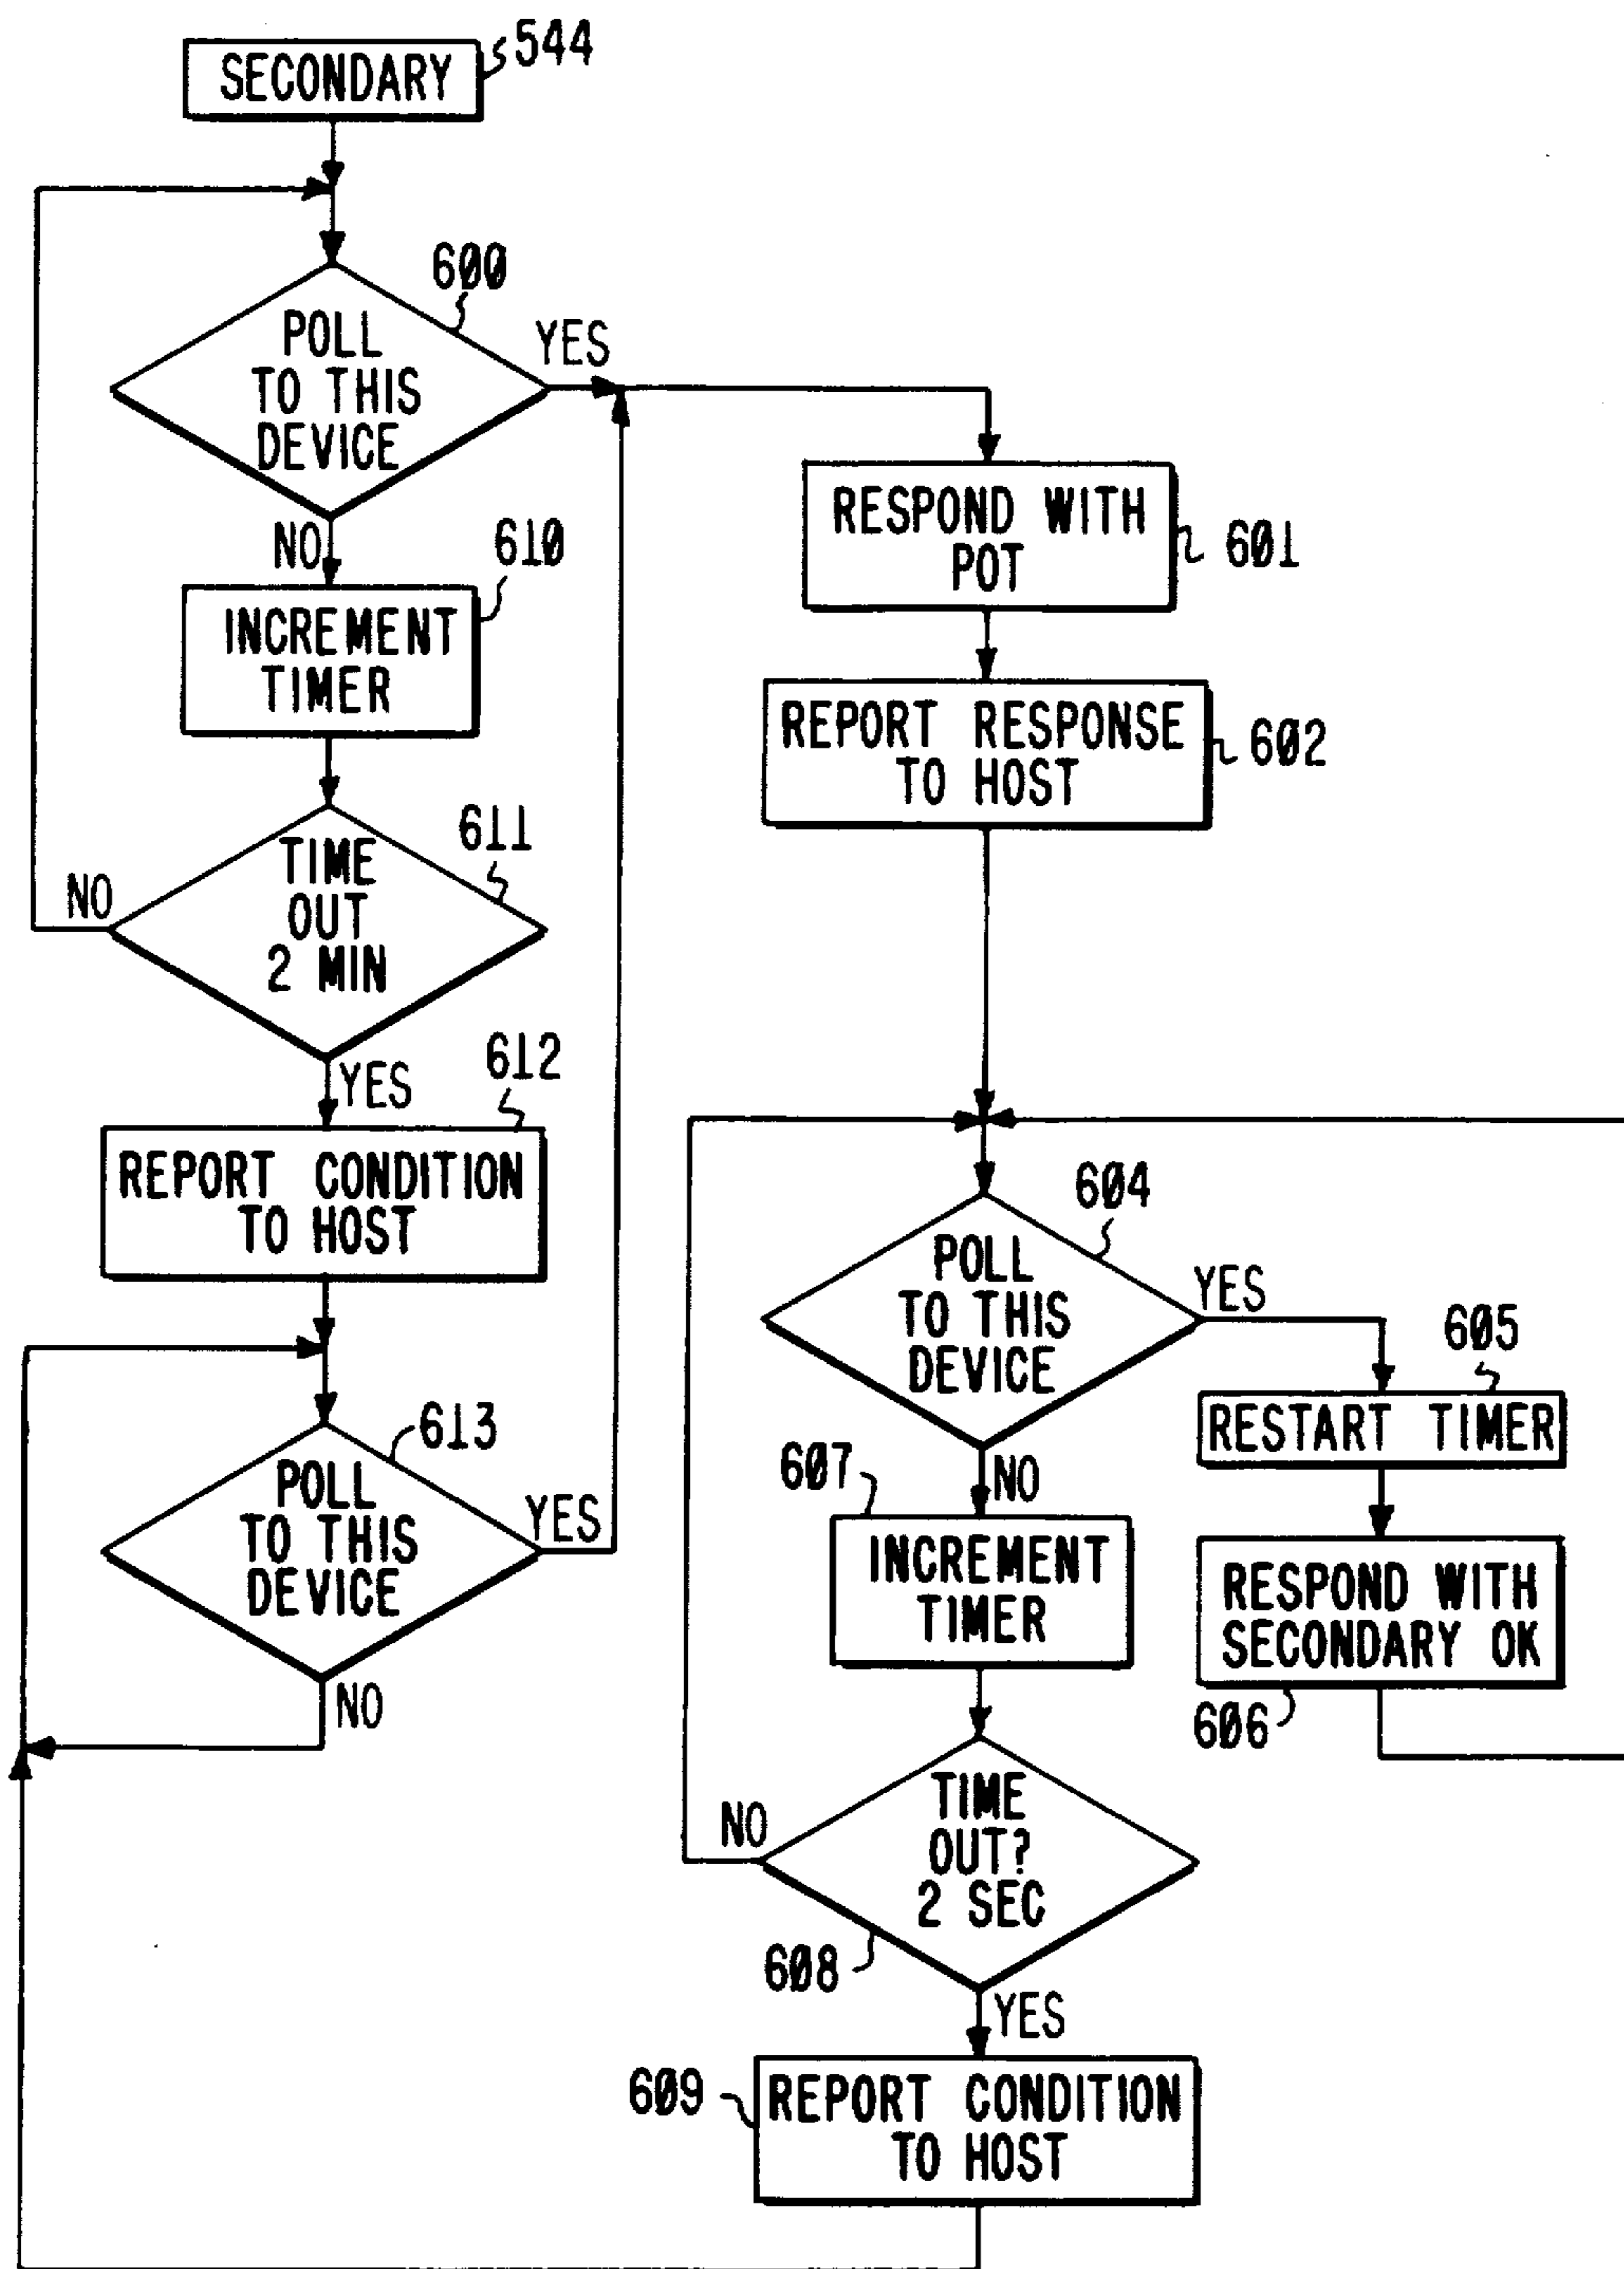 SECONDARY
544
600
POLL
TO THIS
DEVICE
YES
NO
610
INCREMENT
TIMER
611
TIME
OUT
2 MIN
NO
YES
612
REPORT CONDITION
TO HOST
613
POLL
TO THIS
DEVICE
YES
NO
RESPOND WITH
POT
601
REPORT RESPONSE
TO HOST
602
604
POLL
TO THIS
DEVICE
YES
605
RESTART TIMER
RESPOND WITH
SECONDARY OK
606
NO
607
INCREMENT
TIMER
TIME
OUT?
2 SEC
NO
608
YES
609
REPORT CONDITION
TO HOST